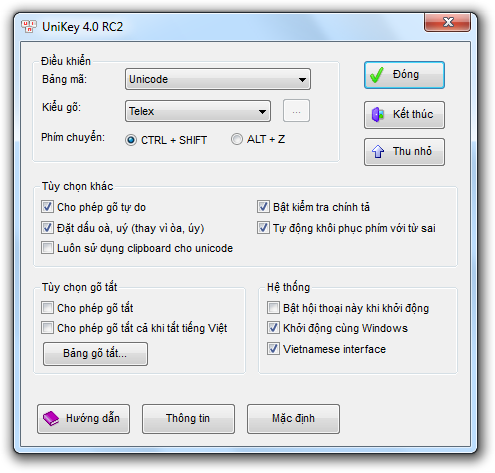 UniKey 4.0 RC2
Điều khiển
Bảng mã: Unicode
Đóng
Kiểu gõ: Telex ...
Kết thúc
Phím chuyển: CTRL + SHIFT ALT + Z
Thu nhỏ
Tùy chọn khác
Cho phép gõ tự do
Bật kiểm tra chính tả
Đặt dấu oà, uý (thay vì òa, úy)
Tự động khôi phục phím với từ sai
Luôn sử dụng clipboard cho unicode
Tùy chọn gõ tắt
Cho phép gõ tắt
Cho phép gõ tắt cả khi tắt tiếng Việt
Bảng gõ tắt...
Hệ thống
Bật hội thoại này khi khởi động
Khởi động cùng Windows
Vietnamese interface
Hướng dẫn
Thông tin
Mặc định